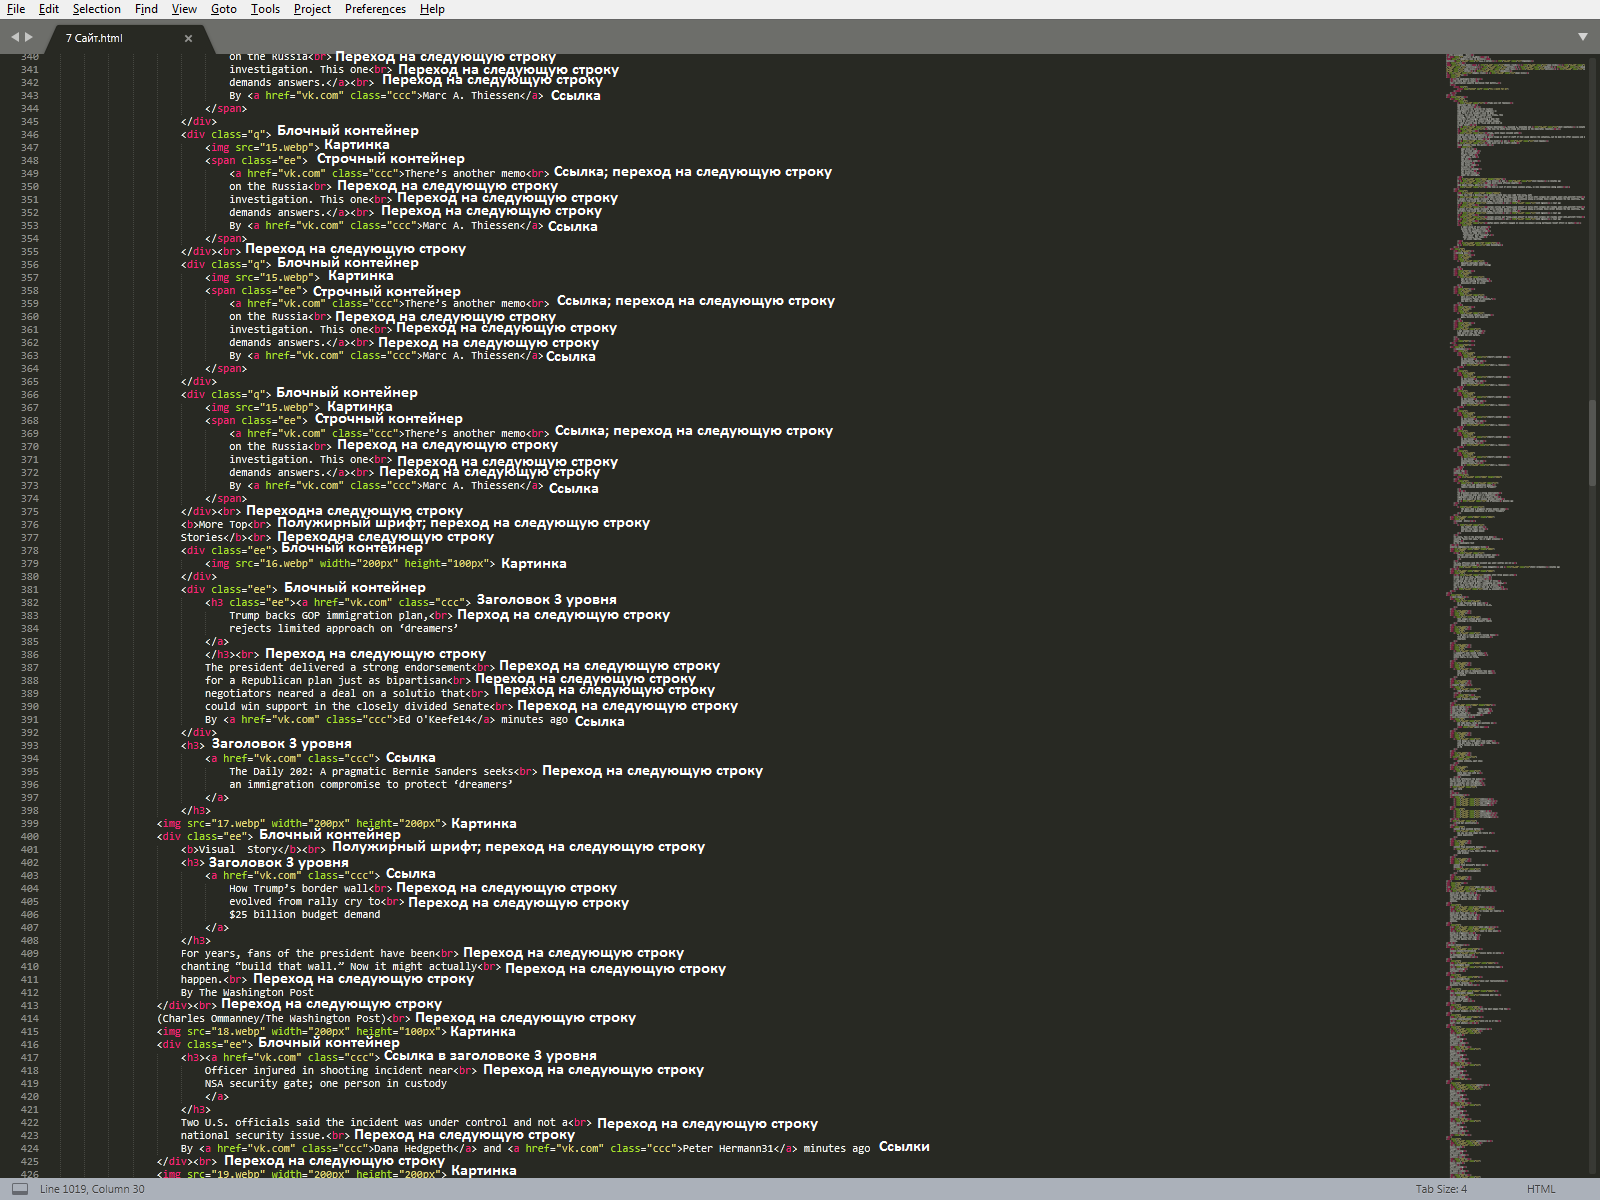 File Edit Selection Find View Goto Tools Project Preferences Help
7 Сайт.html ×
340 on the Russia<br> Переход на следующую строку
341 investigation. This one<br> Переход на следующую строку
342 demands answers.</a><br> Переход на следующую строку
343 By <a href="vk.com" class="ccc">Marc A. Thiessen</a> Ссылка
344 </span>
345 </div>
346 <div class="q"> Блочный контейнер
347 <img src="15.webp"> Картинка
348 <span class="ee"> Строчный контейнер
349 <a href="vk.com" class="ccc">There’s another memo<br> Ссылка; переход на следующую строку
350 on the Russia<br> Переход на следующую строку
351 investigation. This one<br> Переход на следующую строку
352 demands answers.</a><br> Переход на следующую строку
353 By <a href="vk.com" class="ccc">Marc A. Thiessen</a> Ссылка
354 </span>
355 </div><br> Переход на следующую строку
356 <div class="q"> Блочный контейнер
357 <img src="15.webp"> Картинка
358 <span class="ee"> Строчный контейнер
359 <a href="vk.com" class="ccc">There’s another memo<br> Ссылка; переход на следующую строку
360 on the Russia<br> Переход на следующую строку
361 investigation. This one<br> Переход на следующую строку
362 demands answers.</a><br> Переход на следующую строку
363 By <a href="vk.com" class="ccc">Marc A. Thiessen</a> Ссылка
364 </span>
365 </div>
366 <div class="q"> Блочный контейнер
367 <img src="15.webp"> Картинка
368 <span class="ee"> Строчный контейнер
369 <a href="vk.com" class="ccc">There’s another memo<br> Ссылка; переход на следующую строку
370 on the Russia<br> Переход на следующую строку
371 investigation. This one<br> Переход на следующую строку
372 demands answers.</a><br> Переход на следующую строку
373 By <a href="vk.com" class="ccc">Marc A. Thiessen</a> Ссылка
374 </span>
375 </div><br> Переходна следующую строку
376 <b>More Top<br> Полужирный шрифт; переход на следующую строку
377 Stories</b><br> Переходна следующую строку
378 <div class="ee"> Блочный контейнер
379 <img src="16.webp" width="200px" height="100px"> Картинка
380 </div>
381 <div class="ee"> Блочный контейнер
382 <h3 class="ee"><a href="vk.com" class="ccc"> Заголовок 3 уровня
383 Trump backs GOP immigration plan,<br> Перход на следующую строку
384 rejects limited approach on ‘dreamers’
385 </a>
386 </h3><br> Переход на следующую строку
387 The president delivered a strong endorsement<br> Переход на следующую строку
388 for a Republican plan just as bipartisan<br> Переход на следующую строку
389 negotiators neared a deal on a solutio that<br> Переход на следующую строку
390 could win support in the closely divided Senate<br> Переход на следующую строку
391 By <a href="vk.com" class="ccc">Ed O'Keefe14</a> minutes ago Ссылка
392 </div>
393 <h3> Заголовок 3 уровня
394 <a href="vk.com" class="ccc"> Ссылка
395 The Daily 202: A pragmatic Bernie Sanders seeks<br> Переход на следующую строку
396 an immigration compromise to protect ‘dreamers’
397 </a>
398 </h3>
399 <img src="17.webp" width="200px" height="200px"> Картинка
400 <div class="ee"> Блочный контейнер
401 <b>Visual  Story</b><br> Полужирный шрифт; переход на следующую строку
402 <h3> Заголовок 3 уровня
403 <a href="vk.com" class="ccc"> Ссылка
404 How Trump’s border wall<br> Переход на следующую строку
405 evolved from rally cry to<br> Переход на следующую строку
406 $25 billion budget demand
407 </a>
408 </h3>
409 For years, fans of the president have been<br> Переход на следующую строку
410 chanting “build that wall.” Now it might actually<br> Переход на следующую строку
411 happen.<br> Переход на следующую строку
412 By The Washington Post
413 </div><br> Переход на следующую строку
414 (Charles Ommanney/The Washington Post)<br> Переход на следующую строку
415 <img src="18.webp" width="200px" height="100px"> Картинка
416 <div class="ee"> Блочный контейнер
417 <h3><a href="vk.com" class="ccc"> Ссылка в заголовоке 3 уровня
418 Officer injured in shooting incident near<br> Переход на следующую строку
419 NSA security gate; one person in custody
420 </a>
421 </h3>
422 Two U.S. officials said the incident was under control and not a<br> Переход на следующую строку
423 national security issue.<br> Переход на следующую строку
424 By <a href="vk.com" class="ccc">Dana Hedgpeth</a> and <a href="vk.com" class="ccc">Peter Hermann31</a> minutes ago Ссылки
425 </div><br> Переход на следующую строку
426 <img src="19.webp" width="200px" height="200px"> Картинка
Line 1019, Column 30 Tab Size: 4 HTML